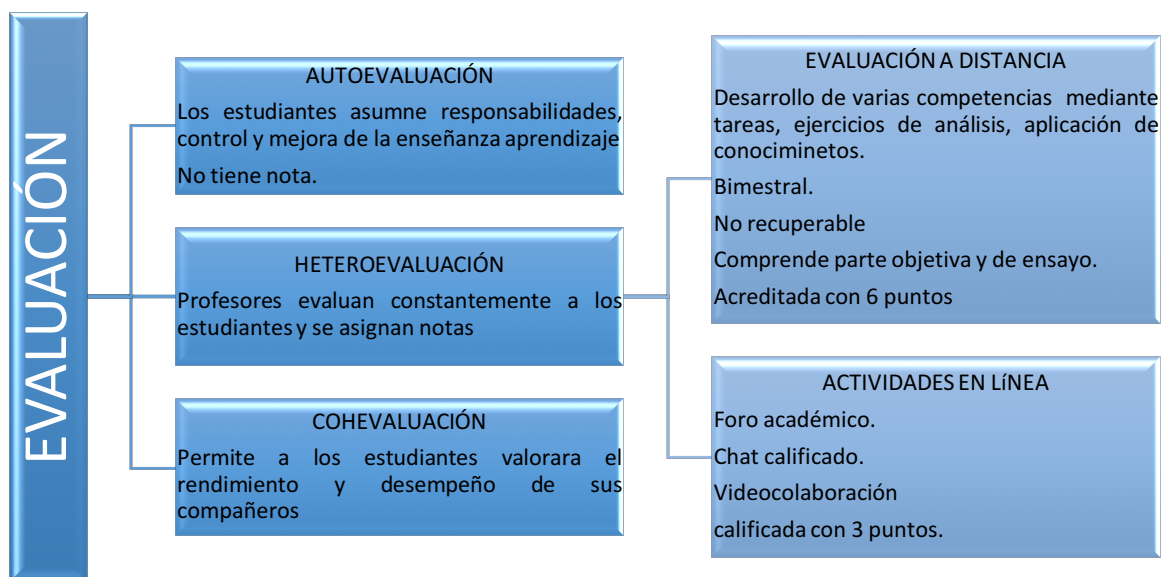 EVALUACIÓN
AUTOEVALUACIÓN
Los estudiantes asumne responsabilidades,
control y mejora de la enseñanza aprendizaje
No tiene nota.
HETEROEVALUACIÓN
Profesores evaluan constantemente a los
estudiantes y se asignan notas
COHEVALUACIÓN
Permite a los estudiantes valorara el
rendimiento y desempeño de sus
compañeros
EVALUACIÓN A DISTANCIA
Desarrollo de varias competencias mediante
tareas, ejercicios de análisis, aplicación de
conociminetos.
Bimestral.
No recuperable
Comprende parte objetiva y de ensayo.
Acreditada con 6 puntos
ACTIVIDADES EN LíNEA
Foro académico.
Chat calificado.
Videocolaboración
calificada con 3 puntos.